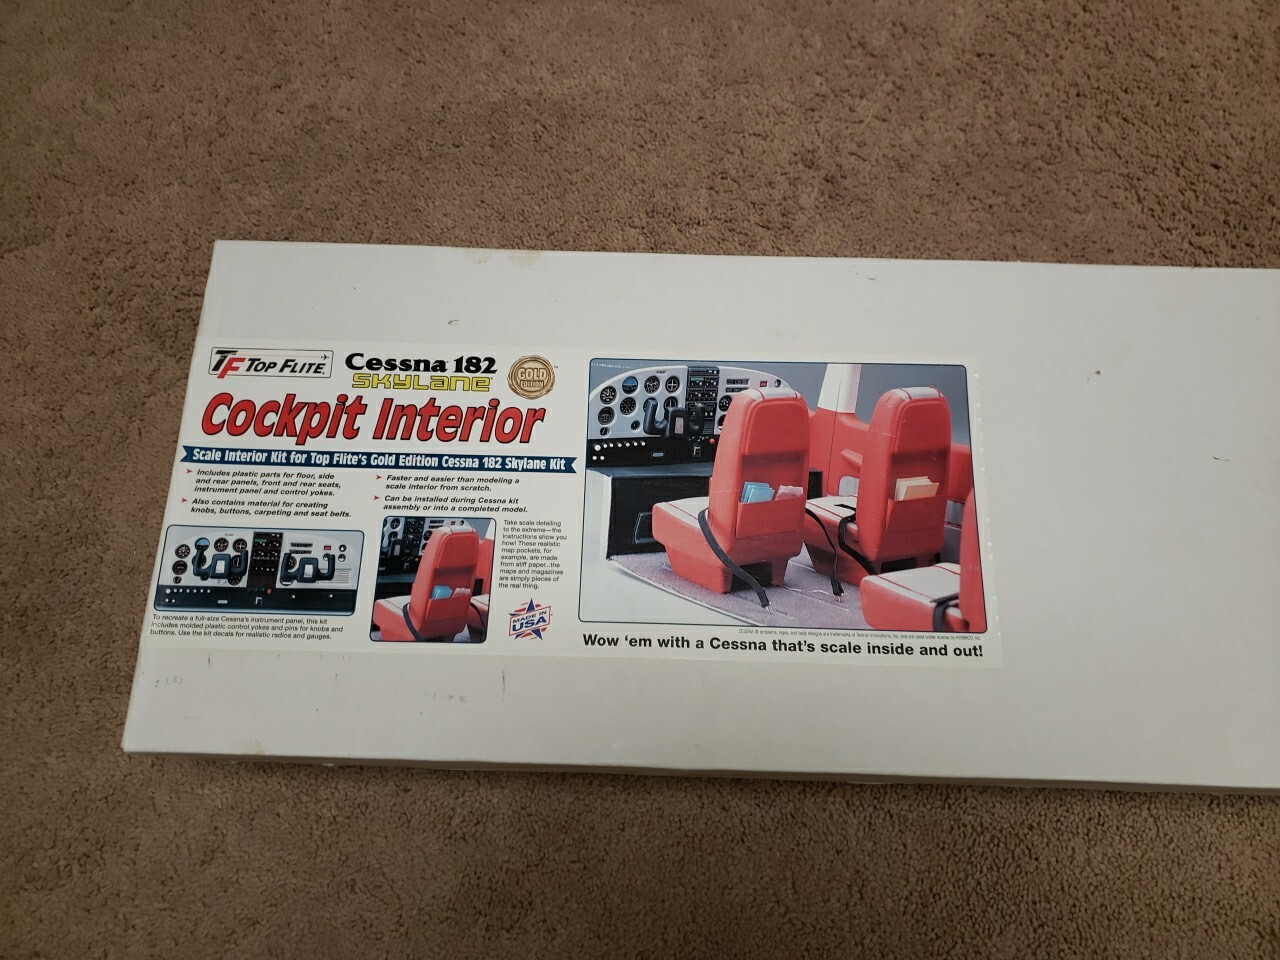 TF TOP FLITE
Cessna 182
SKYLANE
GOLD
EDITION
Cockpit Interior
Scale Interior Kit for Top Flite's Gold Edition Cessna 182 Skylane Kit
Includes plastic parts for floor, side
and rear panels, front and rear seats,
instrument panel and control yokes.
Also contains material for creating
knobs, buttons, carpeting and seat belts.
Faster and easier than modeling a
scale interior from scratch.
Can be installed during Cessna kit
assembly or into a completed model.
Take scale detailing
to the extreme—the
instructions show you
how! These realistic
map pockets, for
example, are made
from stiff paper...the
maps and magazines
are simply pieces of
the real thing.
MADE IN
USA
To recreate a full-size Cessna's instrument panel, this kit
includes molded plastic control yokes and pins for knobs and
buttons. Use the kit decals for realistic radios and gauges.
Wow 'em with a Cessna that's scale inside and out!